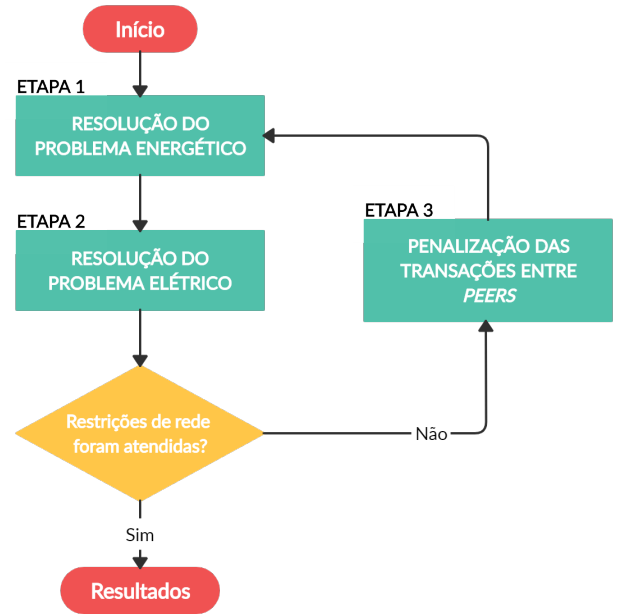 Início
ETAPA 1
RESOLUÇÃO DO
PROBLEMA ENERGÉTICO
ETAPA 2
RESOLUÇÃO DO
PROBLEMA ELÉTRICO
ETAPA 3
PENALIZAÇÃO DAS
TRANSAÇÕES ENTRE
PEERS
Restrições de rede
foram atendidas?
Não
Sim
Resultados